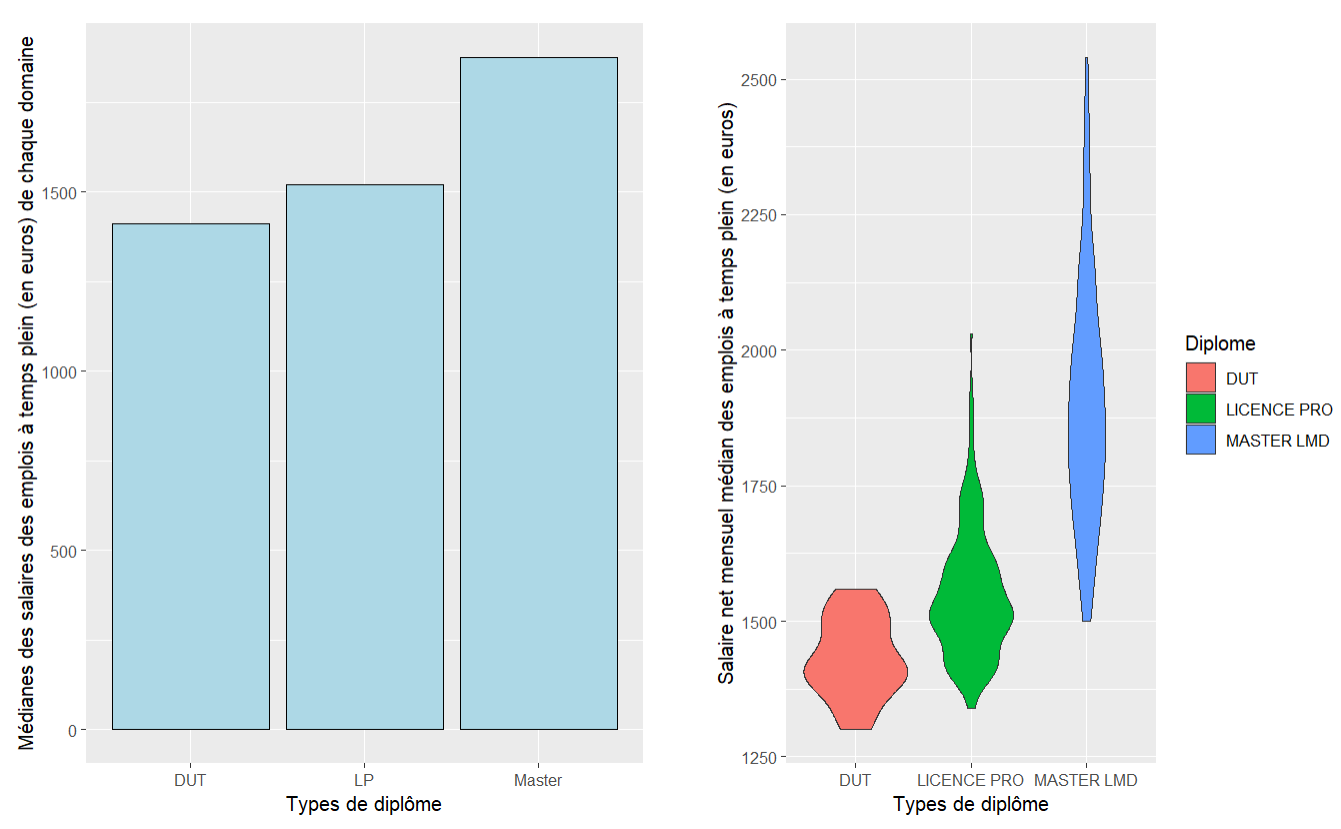 Médianes des salaires des emplois à temps plein (en euros) de chaque domaine
1500
1000
500
0
DUT LP Master
Types de diplôme
Salaire net mensuel médian des emplois à temps plein (en euros)
2500
2250
2000
1750
1500
1250
DUT LICENCE PRO MASTER LMD
Types de diplôme
Diplome
DUT
LICENCE PRO
MASTER LMD